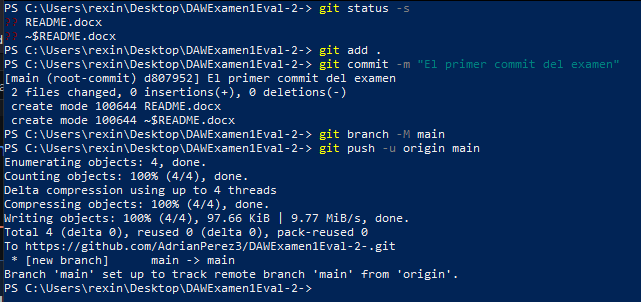 PS C:\Users\rexin\Desktop\DAWExamen1Eval-2-> git status -s
?? README.docx
?? ~$README.docx
PS C:\Users\rexin\Desktop\DAWExamen1Eval-2-> git add .
PS C:\Users\rexin\Desktop\DAWExamen1Eval-2-> git commit -m "El primer commit del examen"
[main (root-commit) d807952] El primer commit del examen
 2 files changed, 0 insertions(+), 0 deletions(-)
 create mode 100644 README.docx
 create mode 100644 ~$README.docx
PS C:\Users\rexin\Desktop\DAWExamen1Eval-2-> git branch -M main
PS C:\Users\rexin\Desktop\DAWExamen1Eval-2-> git push -u origin main
Enumerating objects: 4, done.
Counting objects: 100% (4/4), done.
Delta compression using up to 4 threads
Compressing objects: 100% (4/4), done.
Writing objects: 100% (4/4), 97.66 KiB | 9.77 MiB/s, done.
Total 4 (delta 0), reused 0 (delta 0), pack-reused 0
To https://github.com/AdrianPerez3/DAWExamen1Eval-2-.git
 * [new branch]      main -> main
Branch 'main' set up to track remote branch 'main' from 'origin'.
PS C:\Users\rexin\Desktop\DAWExamen1Eval-2->